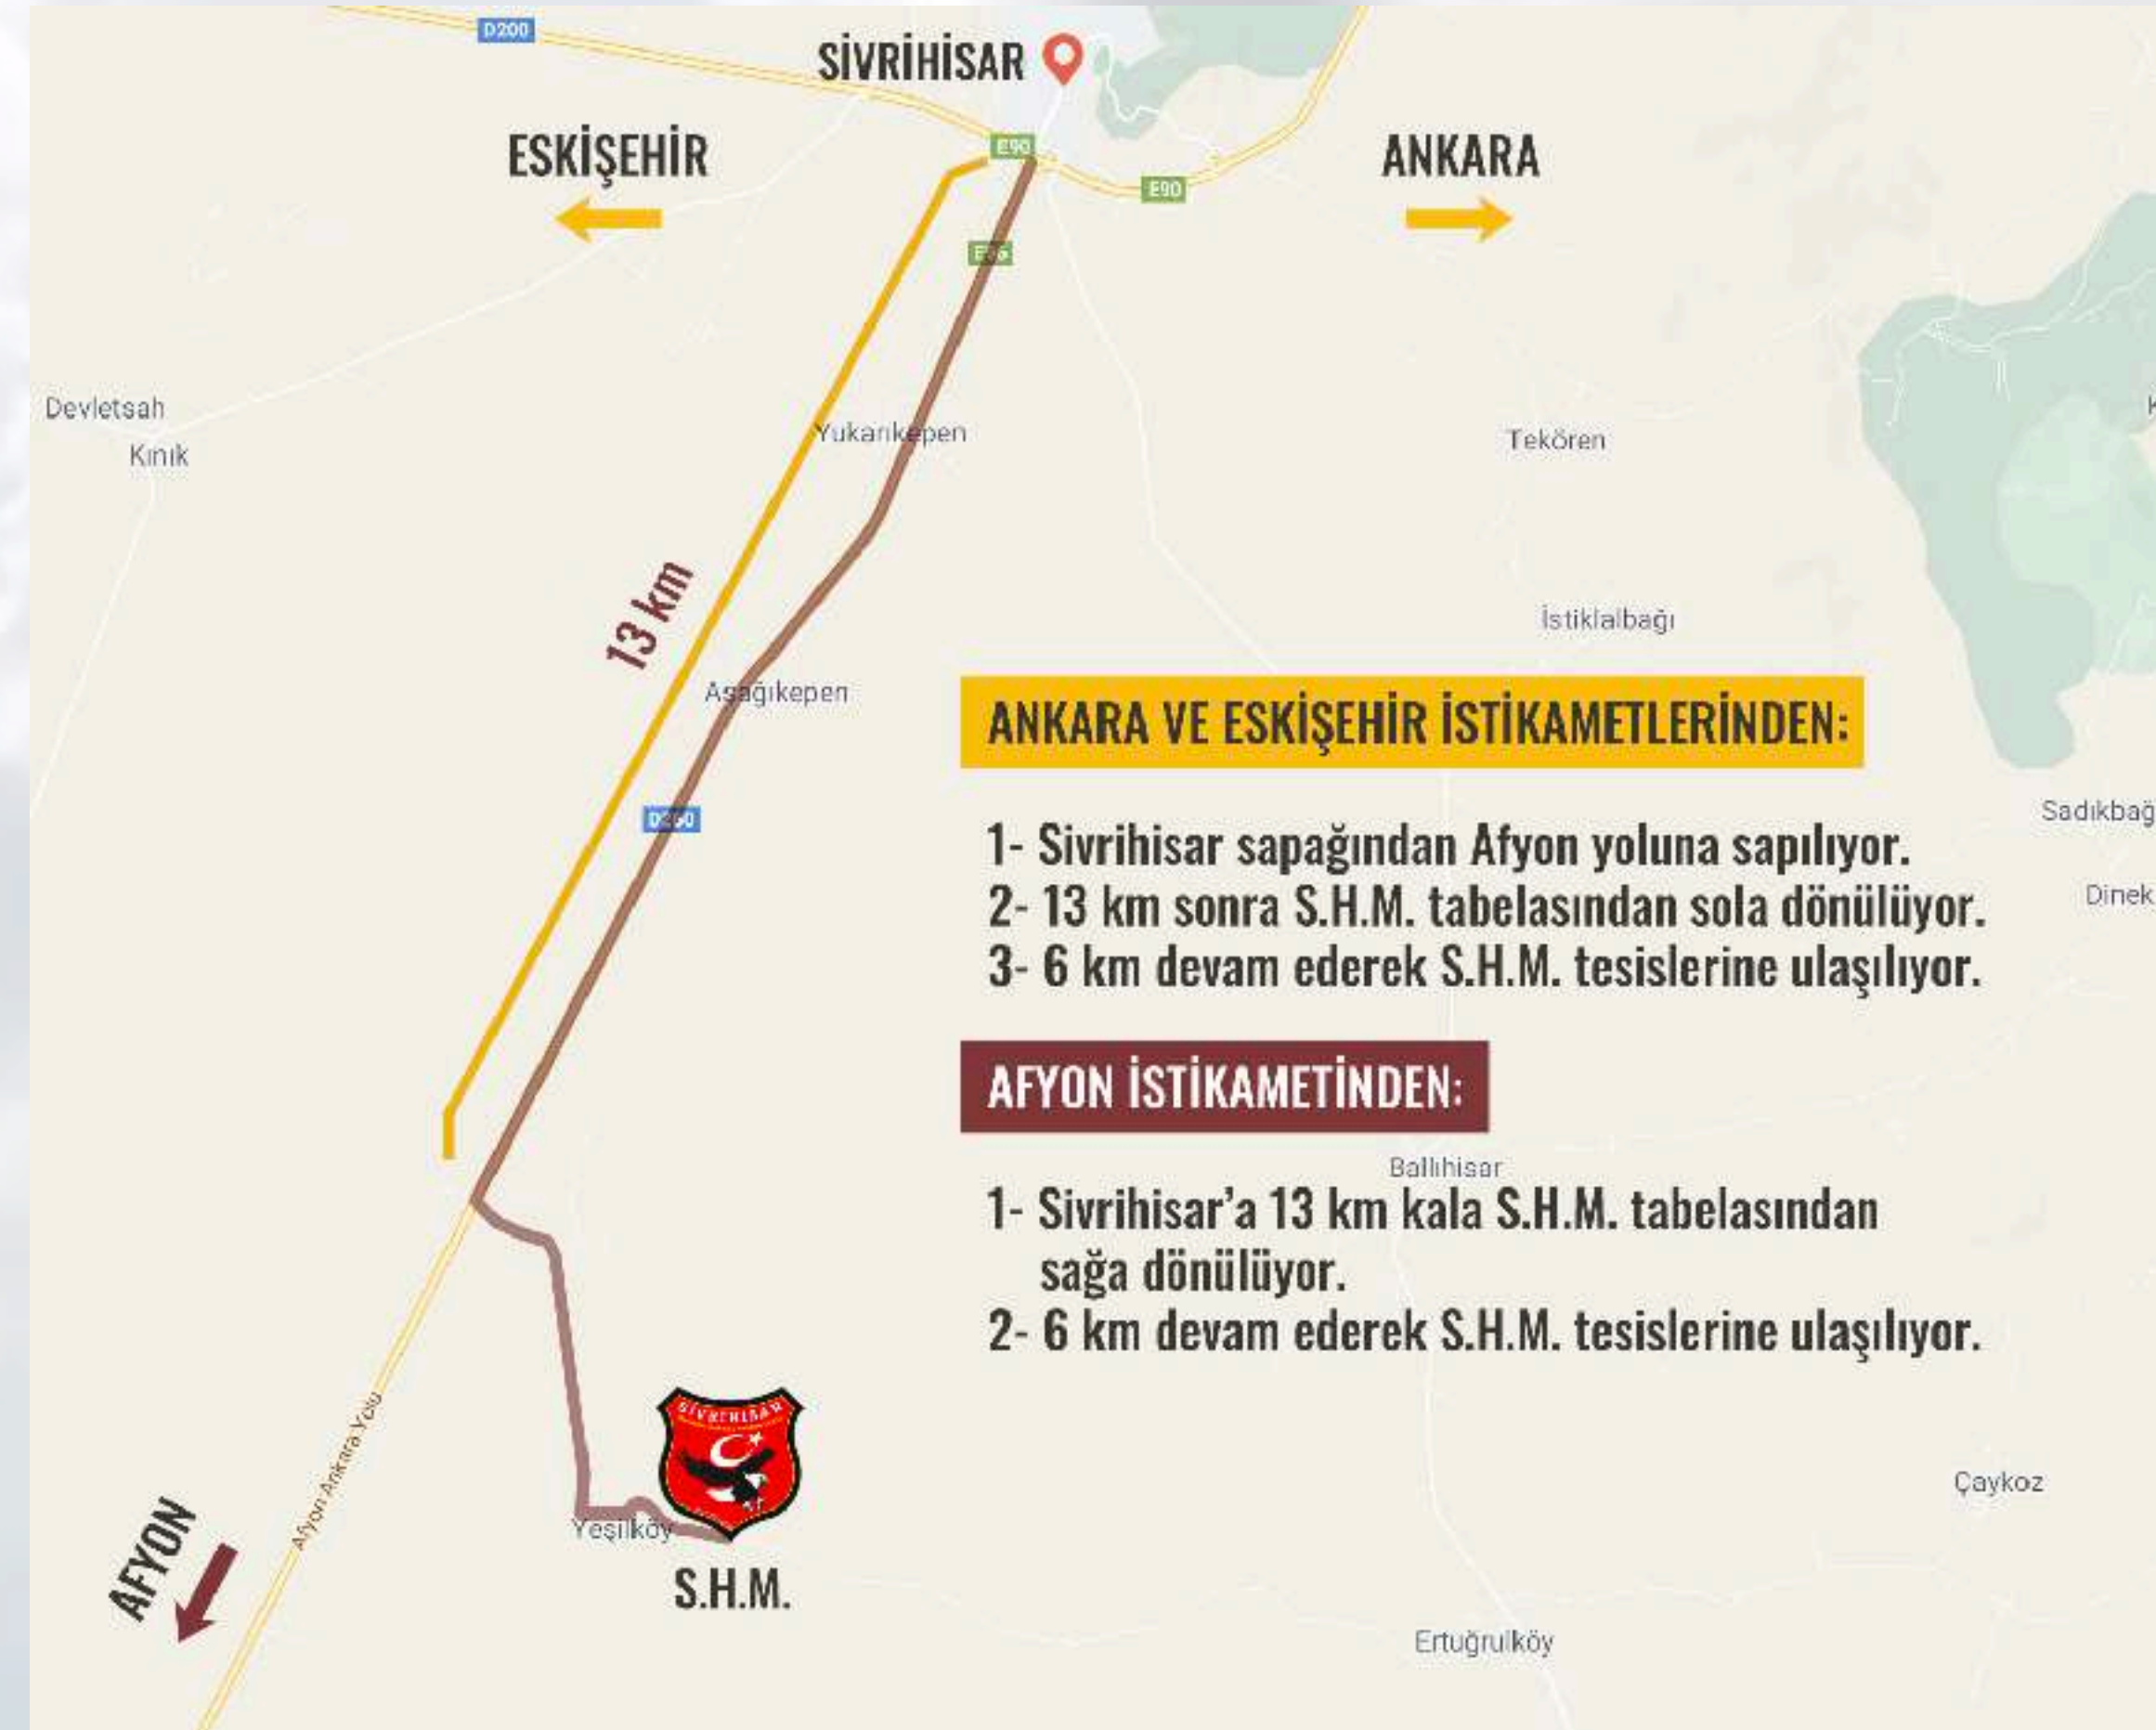 D200
SİVRİHİSAR
ESKİŞEHİR
E90
ANKARA
E90
Devletsah
Kınık
Yukarıkepen
Tekören
13 km
İstiklalbağı
Aşağıkepen
ANKARA VE ESKİŞEHİR İSTİKAMETLERİNDEN:
Sadıkbağ
1- Sivrihisar sapağından Afyon yoluna sapılıyor.
2- 13 km sonra S.H.M. tabelasından sola dönülüyor.
Dinek
3- 6 km devam ederek S.H.M. tesislerine ulaşılıyor.
AFYON İSTİKAMETİNDEN:
Ballıhisar
1- Sivrihisar’a 13 km kala S.H.M. tabelasından
sağa dönülüyor.
2- 6 km devam ederek S.H.M. tesislerine ulaşılıyor.
SİVRİHİSAR
Afyon Ankara Yolu
AFYON
Çaykoz
Yeşilköy
S.H.M.
Ertuğrulköy